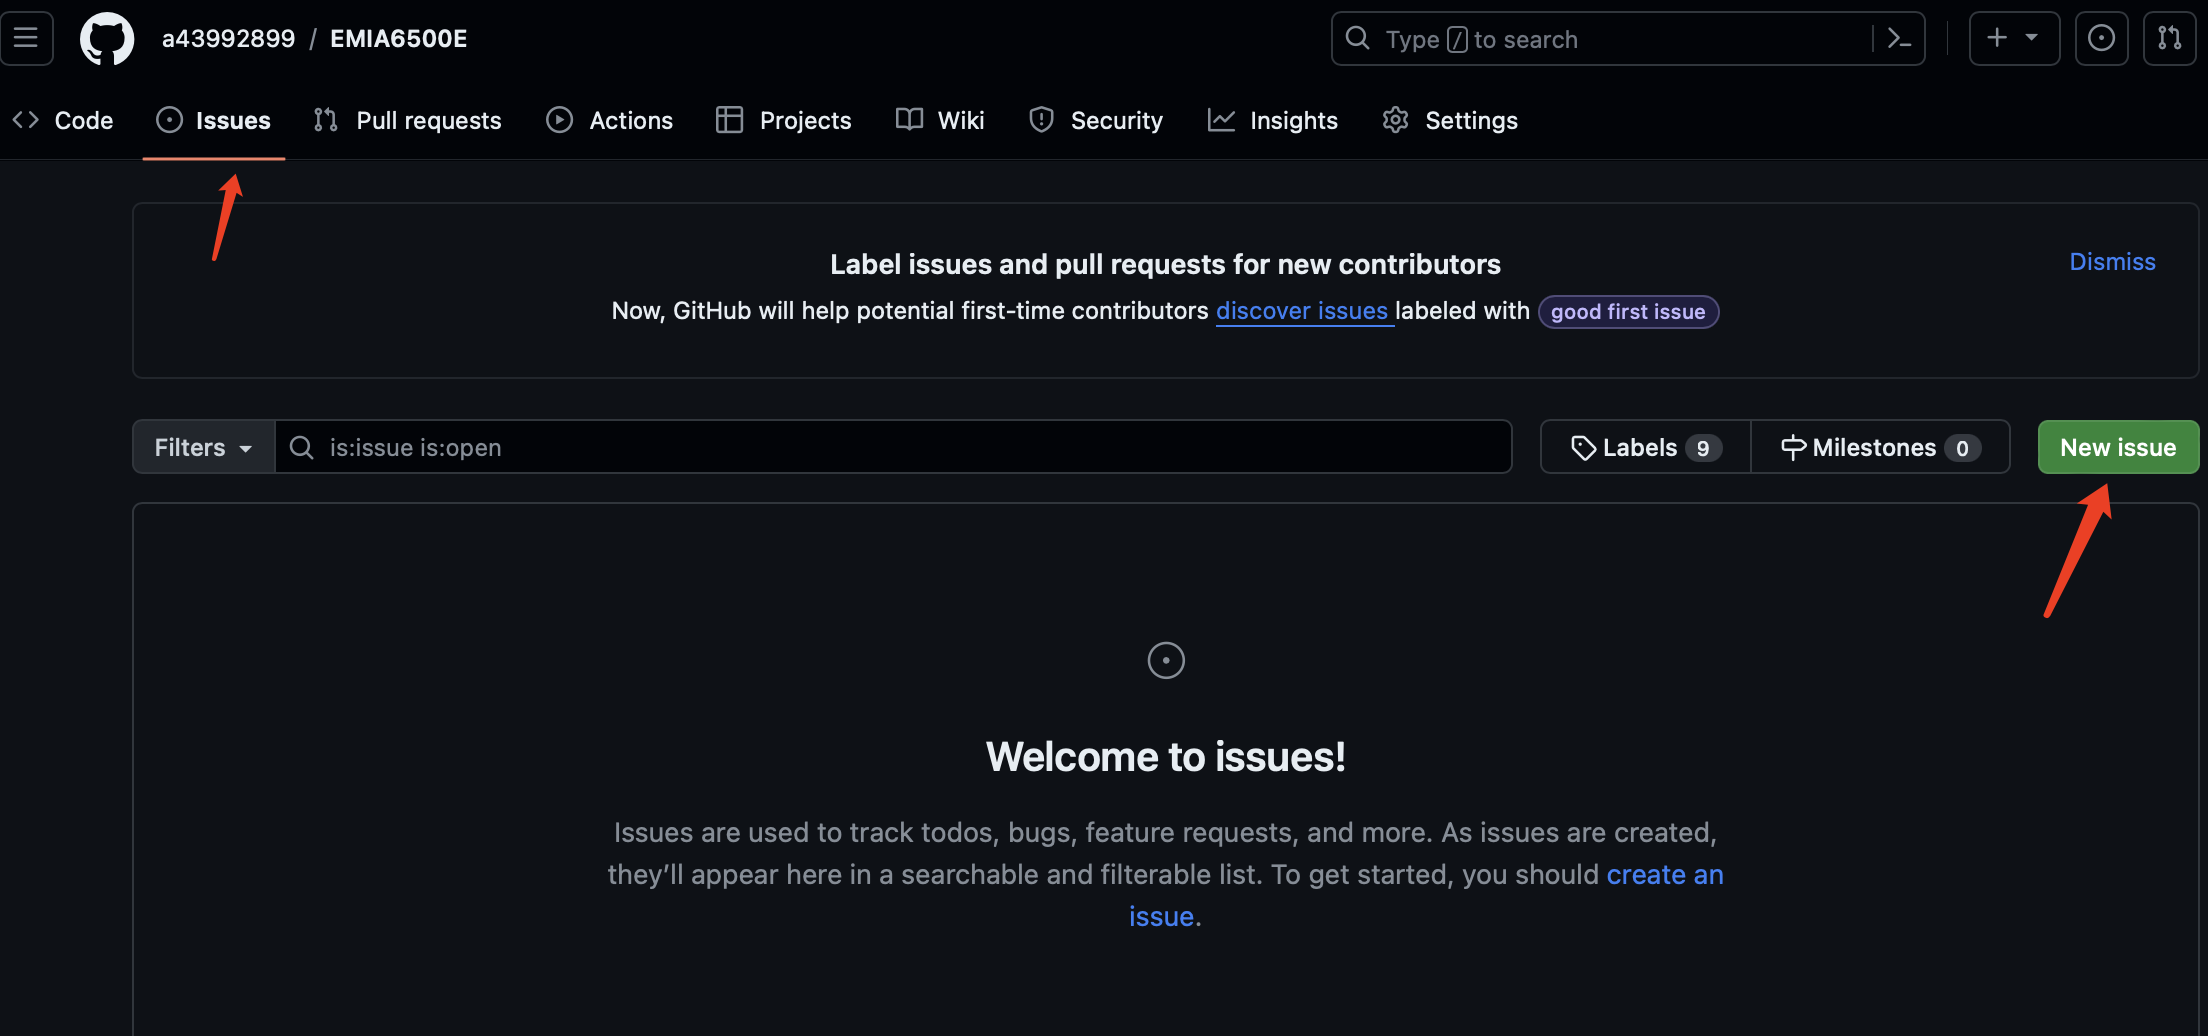 a43992899 / EMIA6500E
Type / to search
Code Issues Pull requests Actions Projects Wiki Security Insights Settings
Label issues and pull requests for new contributors
Dismiss
Now, GitHub will help potential first-time contributors discover issues labeled with good first issue
Filters is:issue is:open Labels 9 Milestones 0 New issue
Welcome to issues!
Issues are used to track todos, bugs, feature requests, and more. As issues are created,
they’ll appear here in a searchable and filterable list. To get started, you should create an
issue.